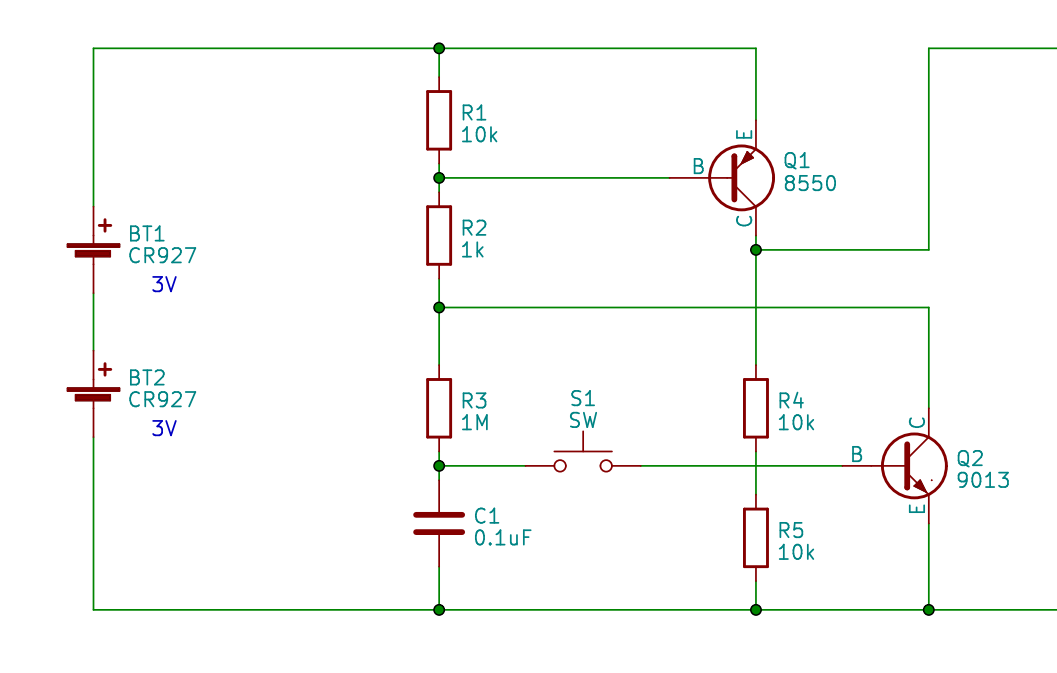 R1
10k
E
B
Q1
8550
C
+
BT1
CR927
3V
R2
1k
+
BT2
CR927
3V
R3
1M
S1
SW
R4
10k
C
B
Q2
9013
E
C1
0.1uF
R5
10k